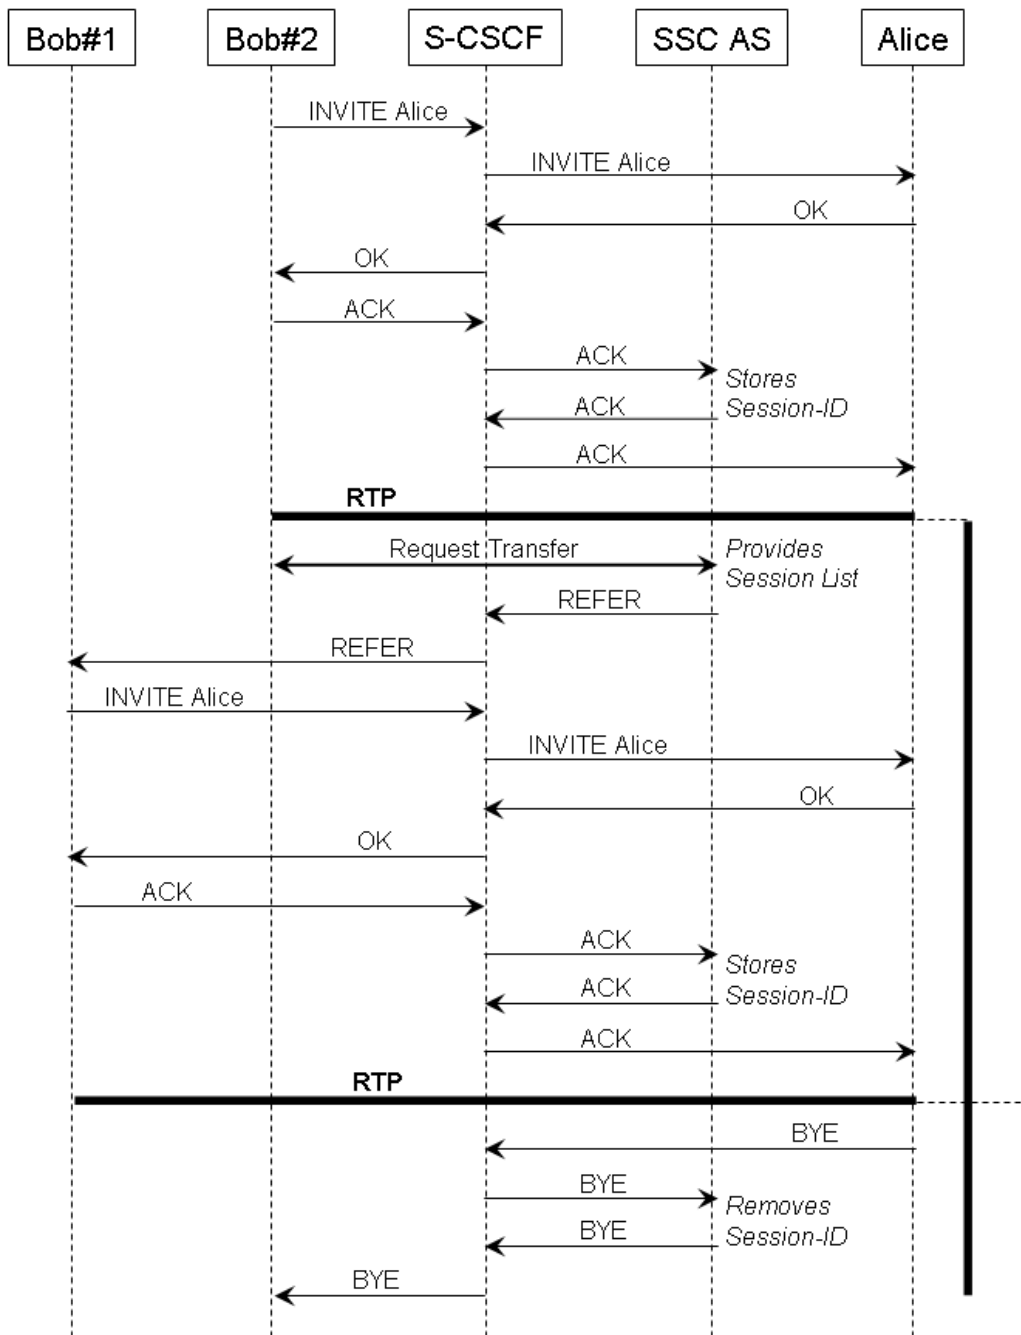 Bob#1 Bob#2 S-CSCF SSC AS Alice
INVITE Alice
INVITE Alice
OK
OK
ACK
ACK
Stores
Session-ID
ACK
ACK
RTP
Request Transfer
Provides
Session List
REFER
REFER
INVITE Alice
INVITE Alice
OK
OK
ACK
ACK
Stores
Session-ID
ACK
ACK
RTP
BYE
BYE
Removes
Session-ID
BYE
BYE